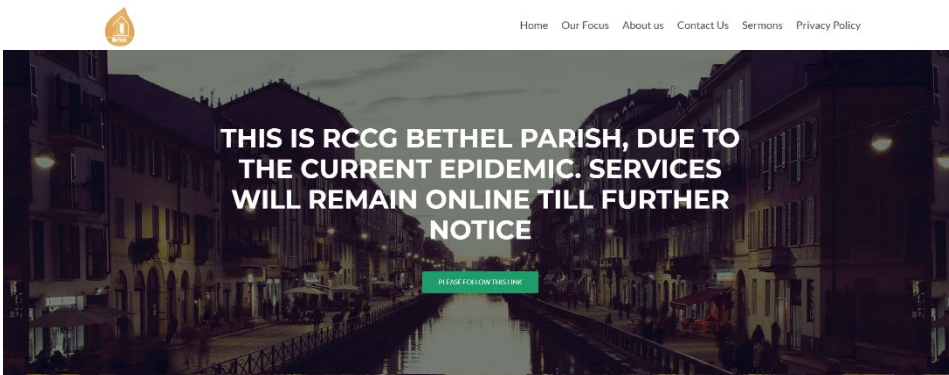 Home Our Focus About us Contact Us Sermons Privacy Policy
THIS IS RCCG BETHEL PARISH, DUE TO
THE CURRENT EPIDEMIC. SERVICES
WILL REMAIN ONLINE TILL FURTHER
NOTICE
PLEASE FOLLOW THIS LINK